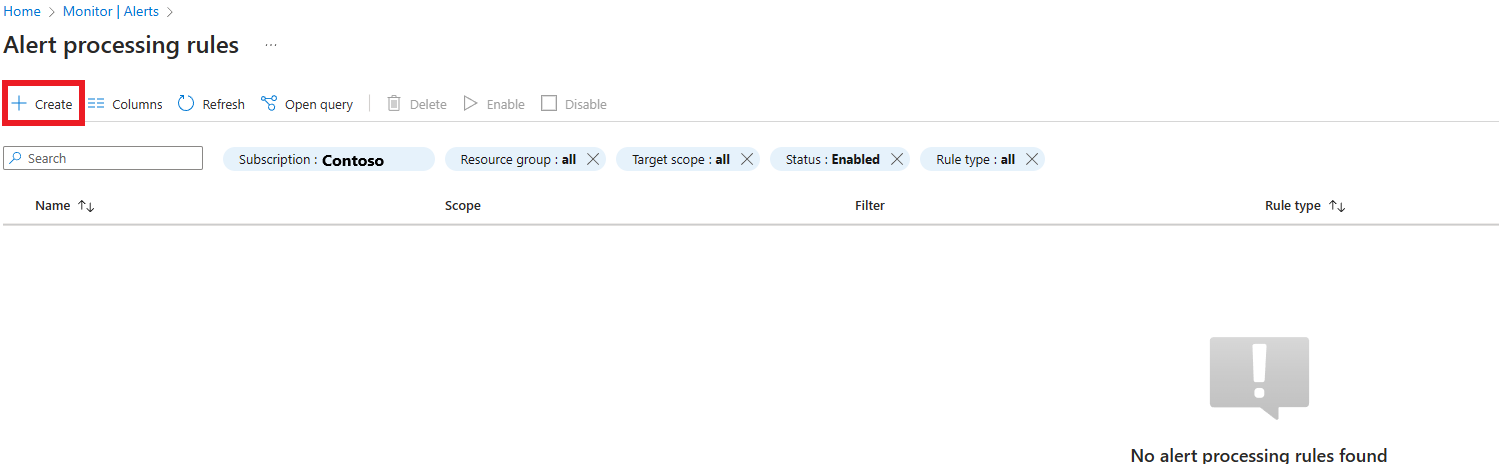 Home > Monitor | Alerts >
Alert processing rules ...
Create Columns Refresh Open query Delete Enable Disable
Search Subscription : Contoso Resource group : all Target scope : all Status : Enabled Rule type : all
Name Scope Filter Rule type
No alert processing rules found